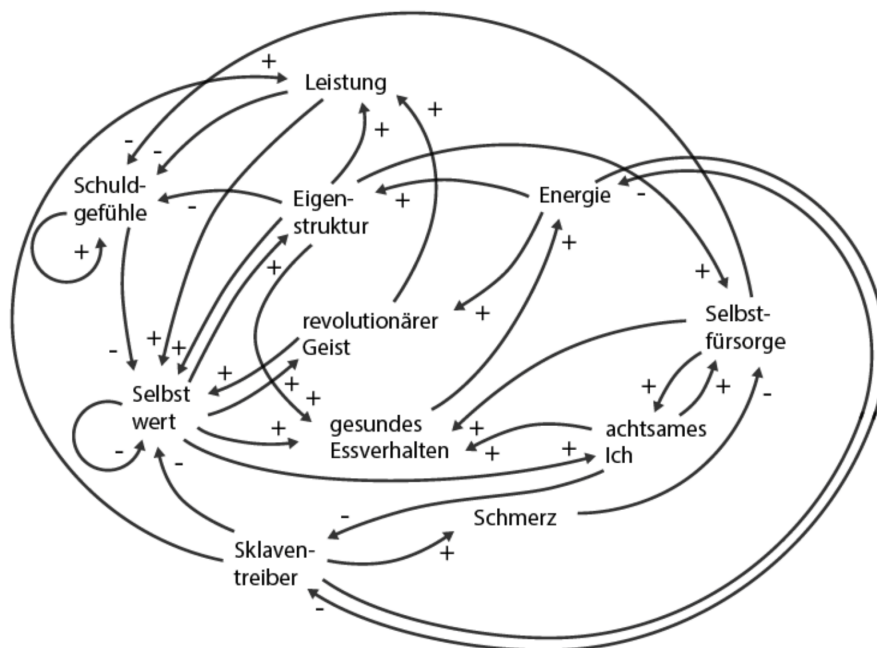 Leistung
Schuld-
gefühle
Eigen-
struktur
Energie
revolutionärer
Geist
Selbst-
fürsorge
Selbst
wert
gesundes
Essverhalten
achtsames
Ich
Schmerz
Sklaven-
treiber